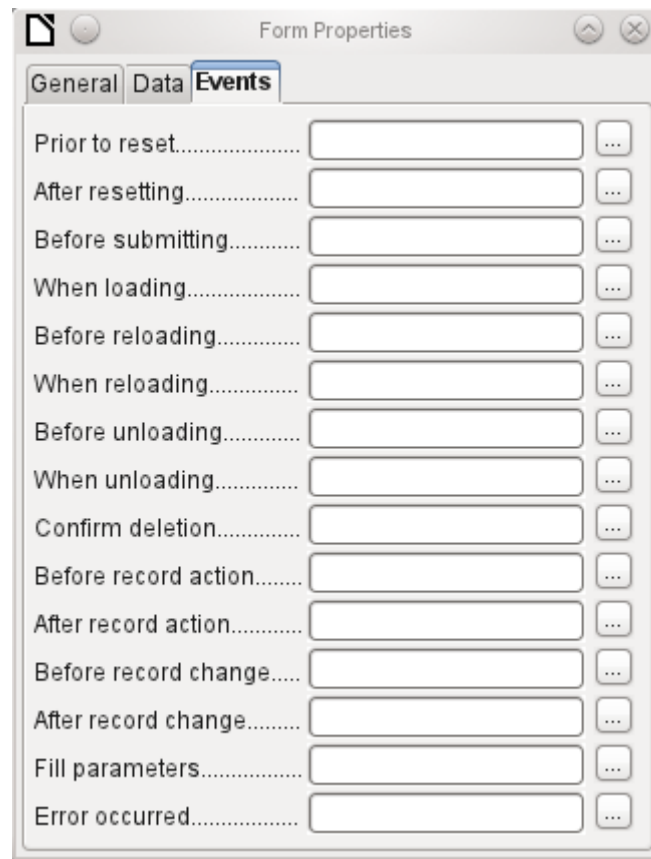 Form Properties
General Data Events
Prior to reset.................... ...
After resetting.................. ...
Before submitting............ ...
When loading.................. ...
Before reloading.............. ...
When reloading............... ...
Before unloading............. ...
When unloading.............. ...
Confirm deletion.............. ...
Before record action........ ...
After record action............ ...
Before record change..... ...
After record change......... ...
Fill parameters................. ...
Error occurred.................. ...